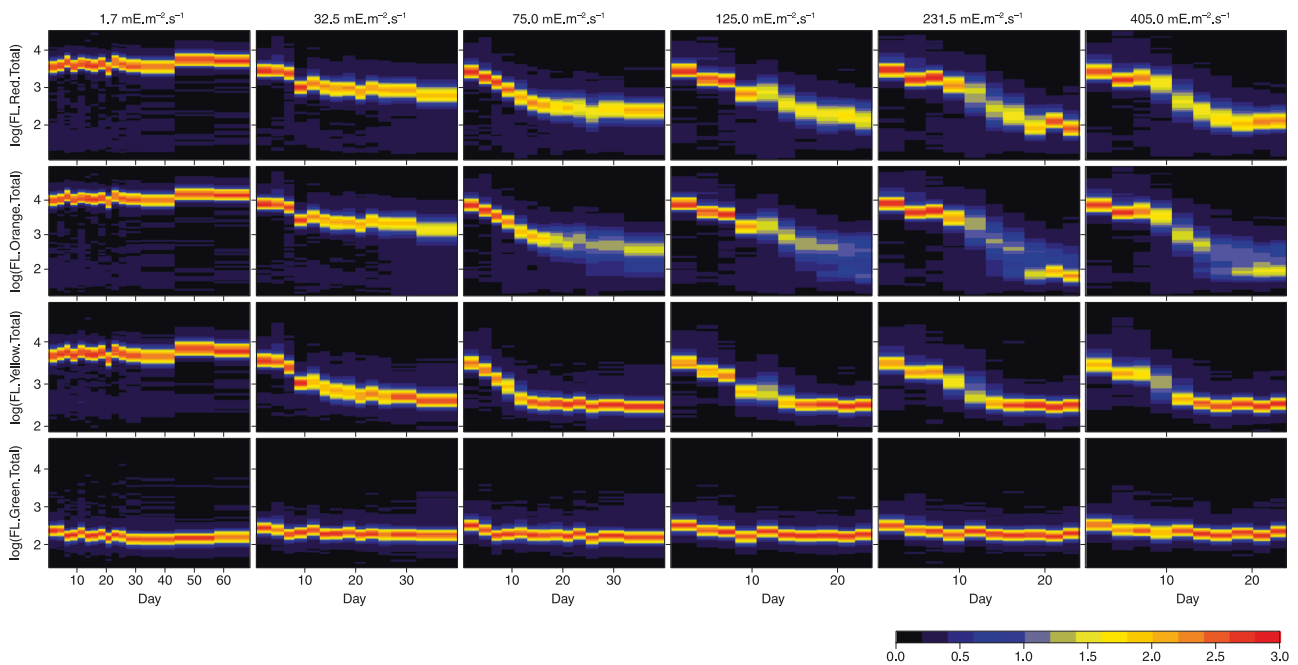 1.7 mE.m⁻².s⁻¹ 32.5 mE.m⁻².s⁻¹ 75.0 mE.m⁻².s⁻¹ 125.0 mE.m⁻².s⁻¹ 231.5 mE.m⁻².s⁻¹ 405.0 mE.m⁻².s⁻¹
log(FL.Red.Total)
4
3
2
log(FL.Orange.Total)
4
3
2
log(FL.Yellow.Total)
4
3
2
log(FL.Green.Total)
4
3
2
10 20 30 40 50 60 10 20 30 10 20 30 10 20 10 20 10 20
Day Day Day Day Day Day
0.0 0.5 1.0 1.5 2.0 2.5 3.0